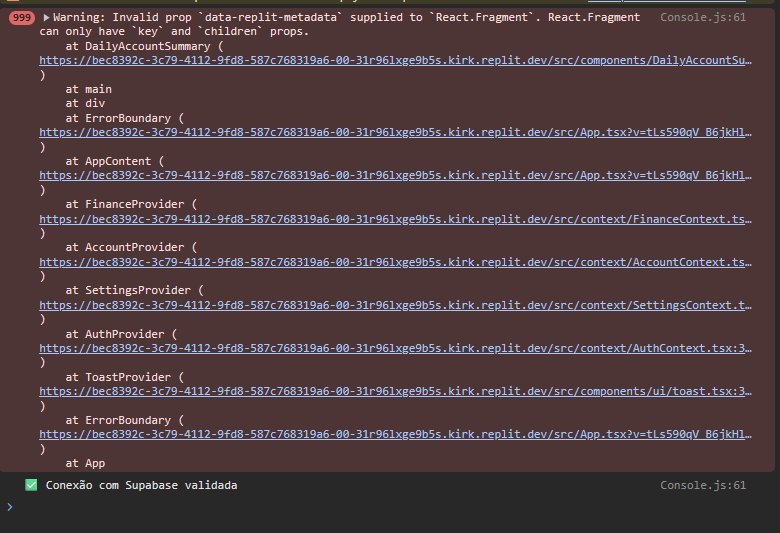 999 ▶Warning: Invalid prop `data-replit-metadata` supplied to `React.Fragment`. React.Fragment Console.js:61
can only have `key` and `children` props.
at DailyAccountSummary (
https://bec8392c-3c79-4112-9fd8-587c768319a6-00-31r96lxge9b5s.kirk.replit.dev/src/components/DailyAccountSu…
)
at main
at div
at ErrorBoundary (
https://bec8392c-3c79-4112-9fd8-587c768319a6-00-31r96lxge9b5s.kirk.replit.dev/src/App.tsx?v=tLs590qV_B6jkHl…
)
at AppContent (
https://bec8392c-3c79-4112-9fd8-587c768319a6-00-31r96lxge9b5s.kirk.replit.dev/src/App.tsx?v=tLs590qV_B6jkHl…
)
at FinanceProvider (
https://bec8392c-3c79-4112-9fd8-587c768319a6-00-31r96lxge9b5s.kirk.replit.dev/src/context/FinanceContext.ts…
)
at AccountProvider (
https://bec8392c-3c79-4112-9fd8-587c768319a6-00-31r96lxge9b5s.kirk.replit.dev/src/context/AccountContext.ts…
)
at SettingsProvider (
https://bec8392c-3c79-4112-9fd8-587c768319a6-00-31r96lxge9b5s.kirk.replit.dev/src/context/SettingsContext.t…
)
at AuthProvider (
https://bec8392c-3c79-4112-9fd8-587c768319a6-00-31r96lxge9b5s.kirk.replit.dev/src/context/AuthContext.tsx:3…
)
at ToastProvider (
https://bec8392c-3c79-4112-9fd8-587c768319a6-00-31r96lxge9b5s.kirk.replit.dev/src/components/ui/toast.tsx:3…
)
at ErrorBoundary (
https://bec8392c-3c79-4112-9fd8-587c768319a6-00-31r96lxge9b5s.kirk.replit.dev/src/App.tsx?v=tLs590qV_B6jkHl…
)
at App
✅ Conexão com Supabase validada Console.js:61